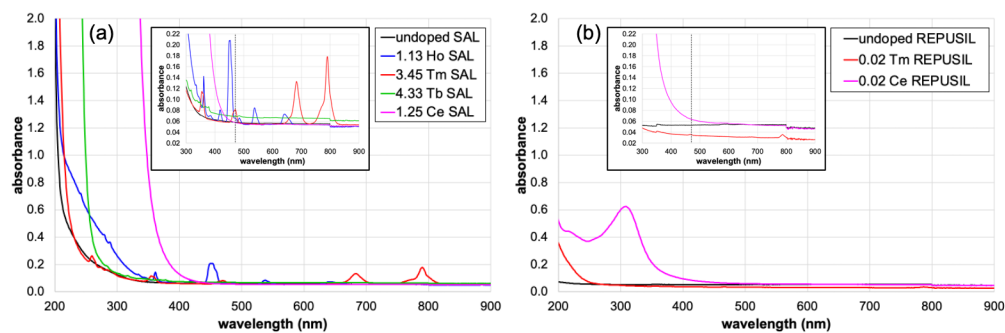 (a)
absorbance
2.0
1.8
1.6
1.4
1.2
1.0
0.8
0.6
0.4
0.2
0.0
200 300 400 500 600 700 800 900
wavelength (nm)
absorbance
0.22
0.20
0.18
0.16
0.14
0.12
0.10
0.08
0.06
0.04
0.02
300 400 500 600 700 800 900
wavelength (nm)
undoped SAL
1.13 Ho SAL
3.45 Tm SAL
4.33 Tb SAL
1.25 Ce SAL
(b)
absorbance
2.0
1.8
1.6
1.4
1.2
1.0
0.8
0.6
0.4
0.2
0.0
200 300 400 500 600 700 800 900
wavelength (nm)
absorbance
0.22
0.20
0.18
0.16
0.14
0.12
0.10
0.08
0.06
0.04
0.02
300 400 500 600 700 800 900
wavelength (nm)
undoped REPUSIL
0.02 Tm REPUSIL
0.02 Ce REPUSIL